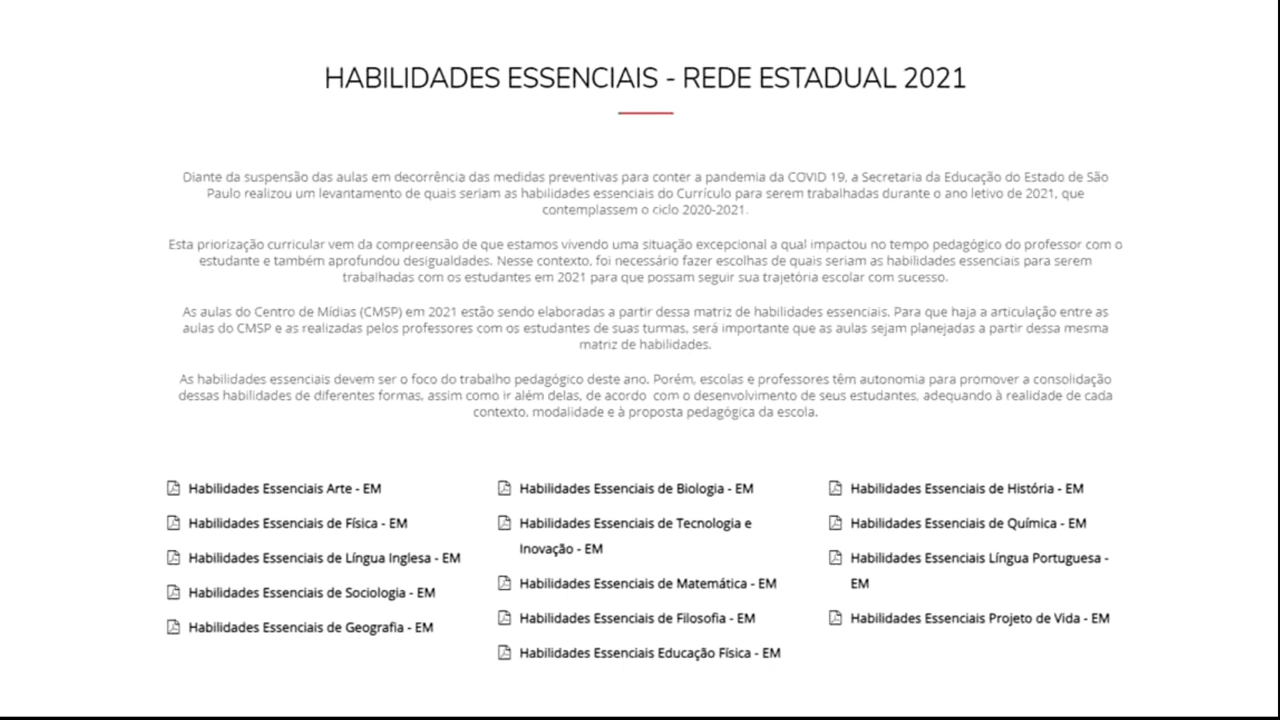 HABILIDADES ESSENCIAIS - REDE ESTADUAL 2021
Diante da suspensão das aulas em decorrência das medidas preventivas para conter a pandemia da COVID 19, a Secretaria da Educação do Estado de São
Paulo realizou um levantamento de quais seriam as habilidades essenciais do Currículo para serem trabalhadas durante o ano letivo de 2021, que
contemplassem o ciclo 2020-2021.
Esta priorização curricular vem da compreensão de que estamos vivendo uma situação excepcional a qual impactou no tempo pedagógico do professor com o
estudante e também aprofundou desigualdades. Nesse contexto, foi necessário fazer escolhas de quais seriam as habilidades essenciais para serem
trabalhadas com os estudantes em 2021 para que possam seguir sua trajetória escolar com sucesso.
As aulas do Centro de Mídias (CMSP) em 2021 estão sendo elaboradas a partir dessa matriz de habilidades essenciais. Para que haja a articulação entre as
aulas do CMSP e as realizadas pelos professores com os estudantes de suas turmas, será importante que as aulas sejam planejadas a partir dessa mesma
matriz de habilidades.
As habilidades essenciais devem ser o foco do trabalho pedagógico deste ano. Porém, escolas e professores têm autonomia para promover a consolidação
dessas habilidades de diferentes formas, assim como ir além delas, de acordo com o desenvolvimento de seus estudantes, adequando à realidade de cada
contexto, modalidade e à proposta pedagógica da escola.
Habilidades Essenciais Arte - EM
Habilidades Essenciais de Física - EM
Habilidades Essenciais de Língua Inglesa - EM
Habilidades Essenciais de Sociologia - EM
Habilidades Essenciais de Geografia - EM
Habilidades Essenciais de Biologia - EM
Habilidades Essenciais de Tecnologia e
Inovação - EM
Habilidades Essenciais de Matemática - EM
Habilidades Essenciais de Filosofia - EM
Habilidades Essenciais Educação Física - EM
Habilidades Essenciais de História - EM
Habilidades Essenciais de Química - EM
Habilidades Essenciais Língua Portuguesa -
EM
Habilidades Essenciais Projeto de Vida - EM